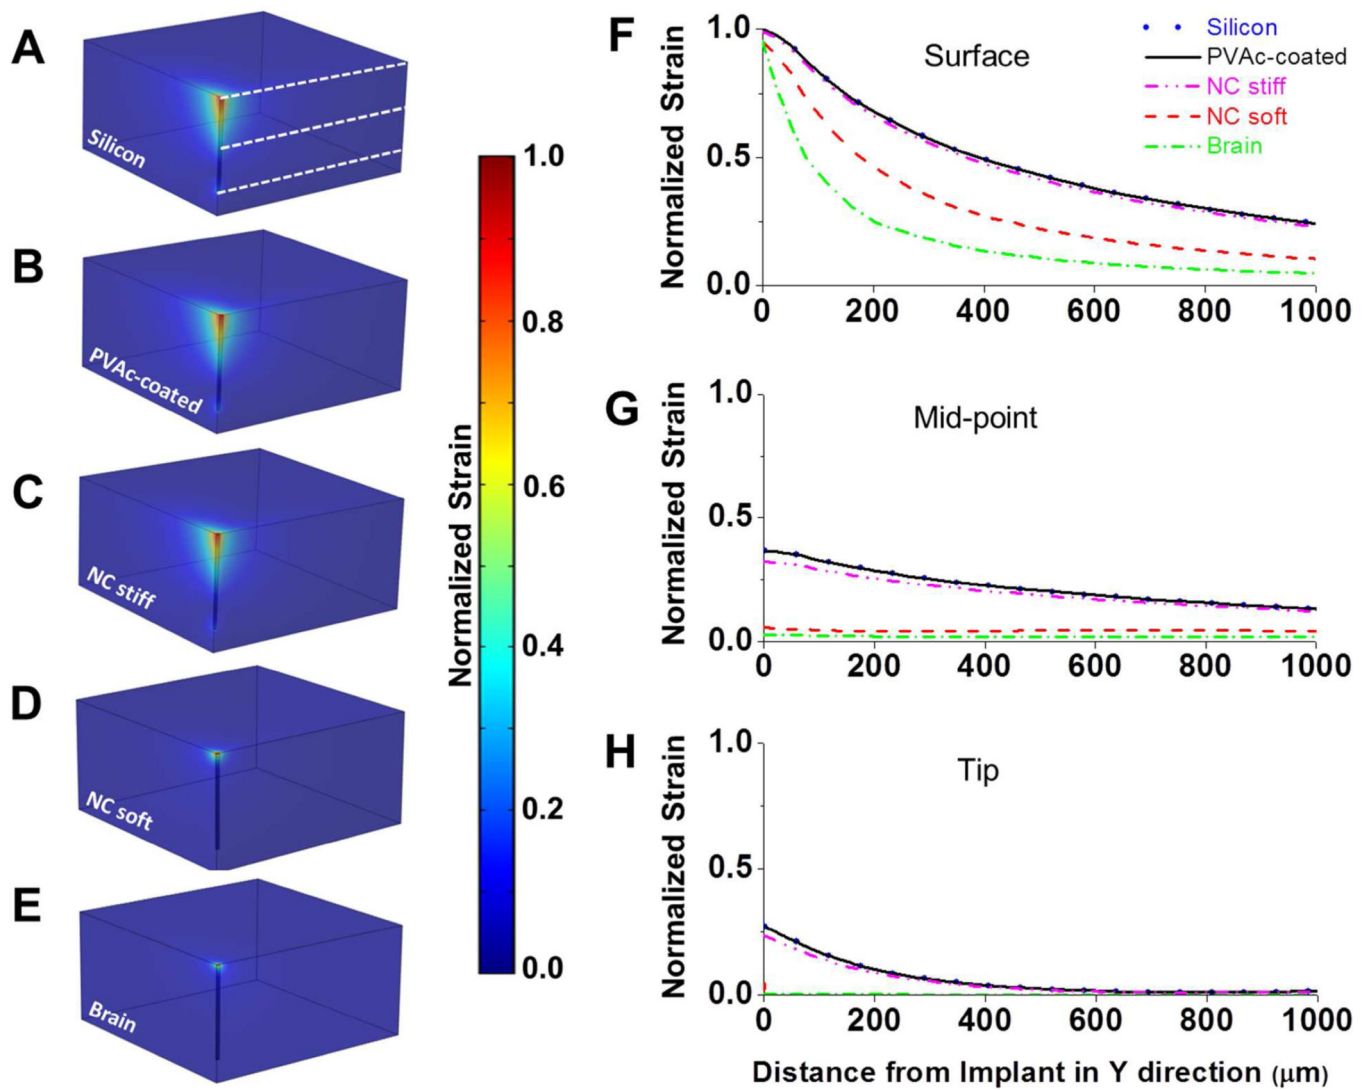 A
Silicon
B
PVAc-coated
C
NC stiff
D
NC soft
E
Brain
Normalized Strain
1.0
0.8
0.6
0.4
0.2
0.0
F
Surface
Silicon
PVAc-coated
NC stiff
NC soft
Brain
Normalized Strain
1.0
0.5
0.0
0 200 400 600 800 1000
G
Mid-point
Normalized Strain
1.0
0.5
0.0
0 200 400 600 800 1000
H
Tip
Normalized Strain
1.0
0.5
0.0
0 200 400 600 800 1000
Distance from Implant in Y direction (μm)